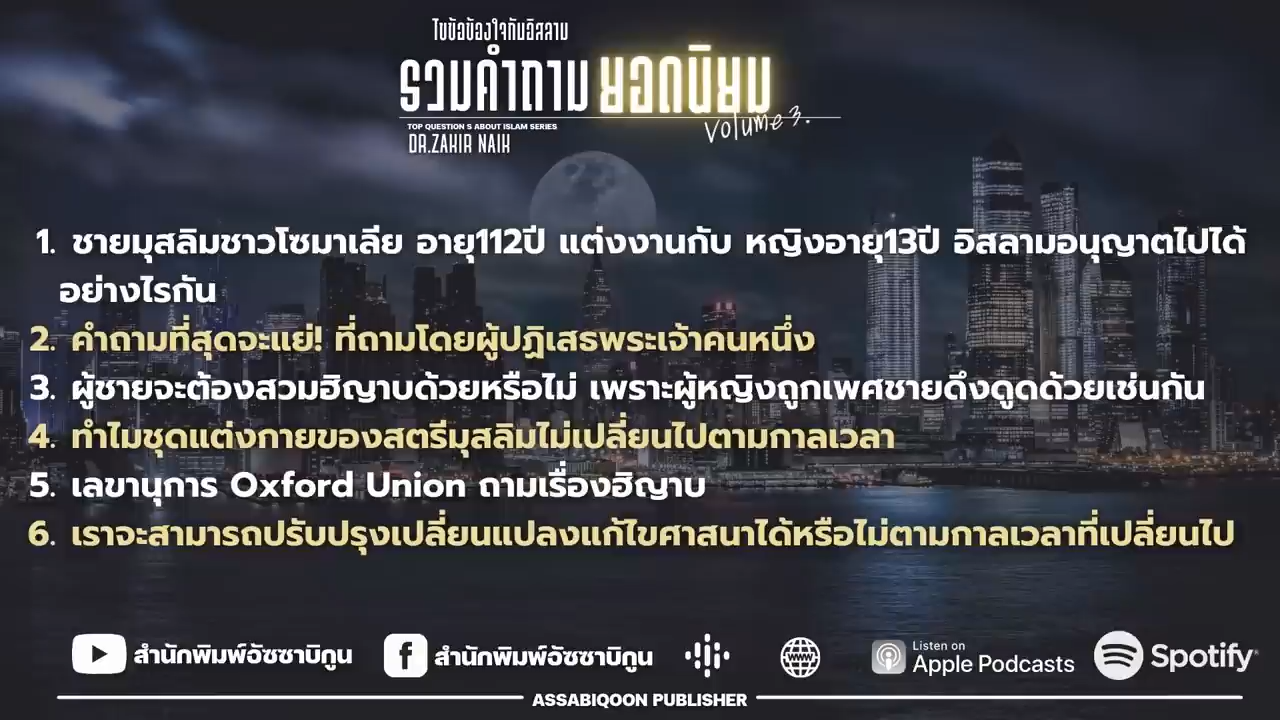 ไขข้อข้องใจกับอิสลาม
รวมคำถาม ยอดนิยม
volume 3.
TOP QUESTION S ABOUT ISLAM SERIES
DR.ZAKIR NAIK
1. ชายมุสลิมชาวโซมาเลีย อายุ112ปี แต่งงานกับ หญิงอายุ13ปี อิสลามอนุญาตไปได้
อย่างไรกัน
2. คำถามที่สุดจะแย่! ที่ถามโดยผู้ปฏิเสธพระเจ้าคนหนึ่ง
3. ผู้ชายจะต้องสวมฮิญาบด้วยหรือไม่ เพราะผู้หญิงถูกเพศชายดึงดูดด้วยเช่นกัน
4. ทำไมชุดแต่งกายของสตรีมุสลิมไม่เปลี่ยนไปตามกาลเวลา
5. เลขานุการ Oxford Union ถามเรื่องฮิญาบ
6. เราจะสามารถปรับปรุงเปลี่ยนแปลงแก้ไขศาสนาได้หรือไม่ตามกาลเวลาที่เปลี่ยนไป
สำนักพิมพ์อัซซาบิกูน
สำนักพิมพ์อัซซาบิกูน
www
Listen on
Apple Podcasts
Spotify
ASSABIQOON PUBLISHER